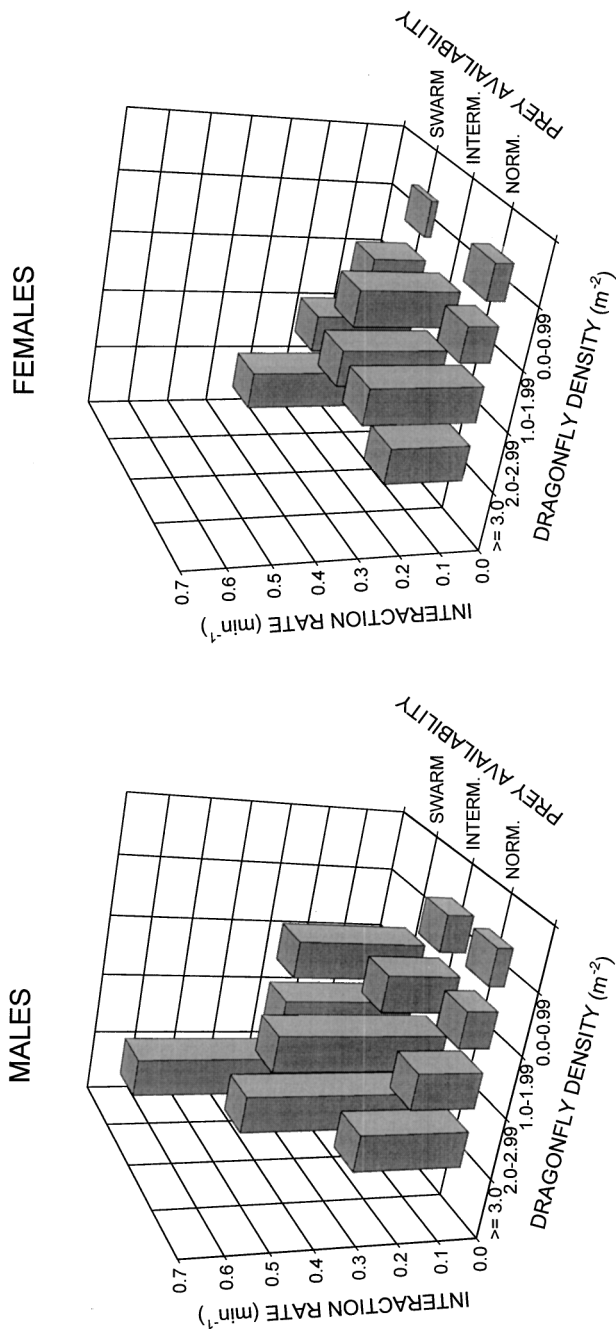 MALES
INTERACTION RATE (min⁻¹)
0.7
0.6
0.5
0.4
0.3
0.2
0.1
0.0
>= 3.0
2.0-2.99
1.0-1.99
0.0-0.99
DRAGONFLY DENSITY (m⁻²)
SWARM
INTERM.
NORM.
PREY AVAILABILITY
FEMALES
INTERACTION RATE (min⁻¹)
0.7
0.6
0.5
0.4
0.3
0.2
0.1
0.0
>= 3.0
2.0-2.99
1.0-1.99
0.0-0.99
DRAGONFLY DENSITY (m⁻²)
SWARM
INTERM.
NORM.
PREY AVAILABILITY